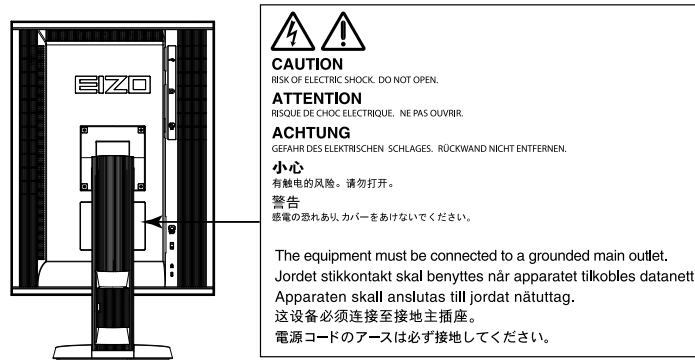 EIZO
CAUTION
RISK OF ELECTRIC SHOCK. DO NOT OPEN.
ATTENTION
RISQUE DE CHOC ELECTRIQUE. NE PAS OUVRIR.
ACHTUNG
GEFAHR DES ELEKTRISCHEN SCHLAGES. RÜCKWAND NICHT ENTFERNEN.
小心
有触电的风险。请勿打开。
警告
感電の恐れあり、カバーをあけないでください。
The equipment must be connected to a grounded main outlet.
Jordet stikkontakt skal benyttes når apparatet tilkobles datanett
Apparaten skall anslutas till jordat nätuttag.
这设备必须连接至接地主插座。
電源コードのアースは必ず接地してください。